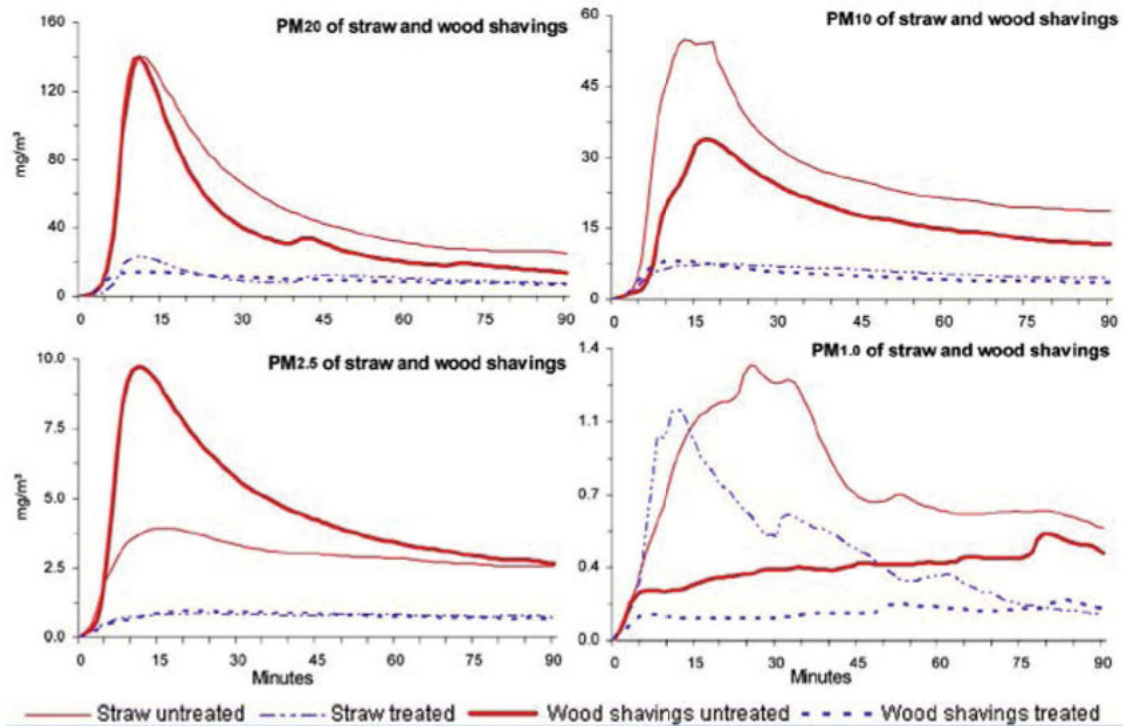 PM20 of straw and wood shavings
mg/m³
160
120
80
40
0
0 15 30 45 60 75 90
PM10 of straw and wood shavings
60
45
30
15
0
0 15 30 45 60 75 90
PM2.5 of straw and wood shavings
mg/m³
10.0
7.5
5.0
2.5
0.0
0 15 30 45 60 75 90
Minutes
PM1.0 of straw and wood shavings
1.4
1.1
0.7
0.4
0.0
0 15 30 45 60 75 90
Minutes
Straw untreated Straw treated Wood shavings untreated Wood shavings treated